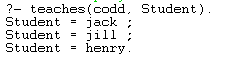 ?- teaches(codd, Student).
Student = jack ;
Student = jill ;
Student = henry.